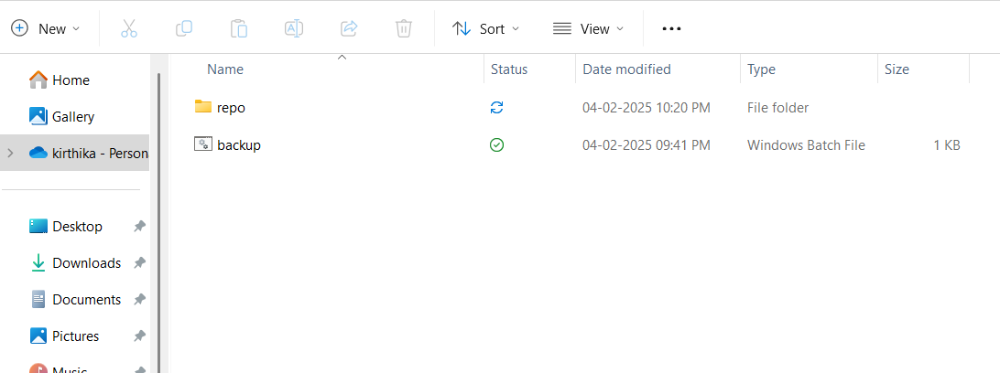 New Sort View
Name Status Date modified Type Size
Home
Gallery
kirthika - Person
Desktop
Downloads
Documents
Pictures
Music
repo 04-02-2025 10:20 PM File folder
backup 04-02-2025 09:41 PM Windows Batch File 1 KB